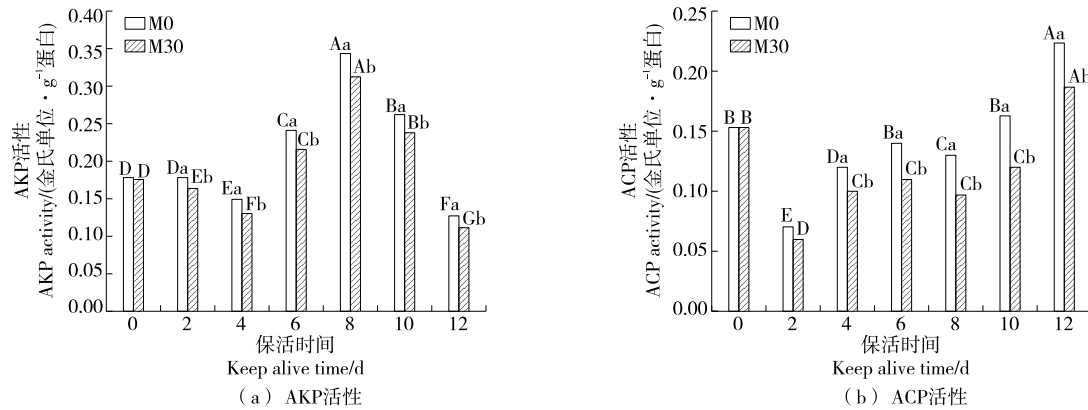 AKP活性
AKP activity/(金氏单位·g⁻¹蛋白)
0.40
0.35
0.30
0.25
0.20
0.15
0.10
0.05
0.00
M0
M30
D D Da Eb Ea Fb Ca Cb Aa Ab Ba Bb Fa Gb
0 2 4 6 8 10 12
保活时间
Keep alive time/d
(a) AKP活性
ACP活性
ACP activity/(金氏单位·g⁻¹蛋白)
0.25
0.20
0.15
0.10
0.05
0.00
M0
M30
B B E D Da Cb Ba Cb Ca Cb Ba Cb Aa Ab
0 2 4 6 8 10 12
保活时间
Keep alive time/d
(b) ACP活性